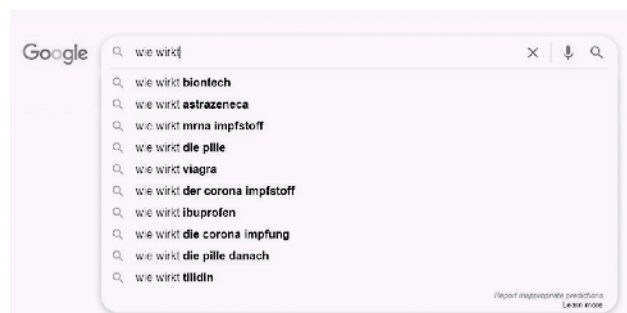 Google
wie wirkt
wie wirkt biontech
wie wirkt astrazeneca
wie wirkt mrna impfstoff
wie wirkt die pille
wie wirkt viagra
wie wirkt der corona impfstoff
wie wirkt ibuprofen
wie wirkt die corona impfung
wie wirkt die pille danach
wie wirkt tilidin
Report inappropriate predictions
Learn more